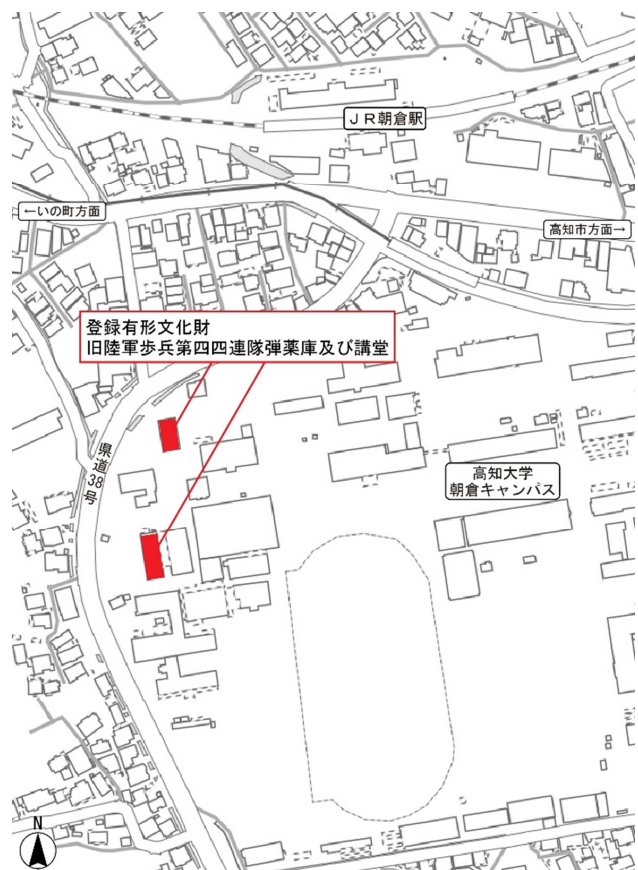 JR朝倉駅
←いの町方面
高知市方面→
登録有形文化財
旧陸軍歩兵第四四連隊弾薬庫及び講堂
県道38号
高知大学
朝倉キャンパス
N